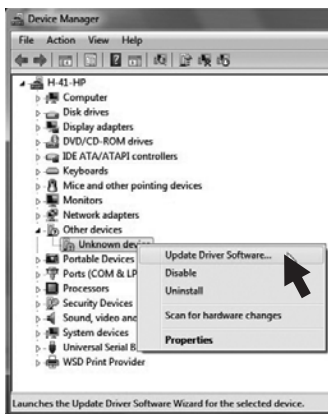 Device Manager
File Action View Help
H-41-HP
Computer
Disk drives
Display adapters
DVD/CD-ROM drives
IDE ATA/ATAPI controllers
Keyboards
Mice and other pointing devices
Monitors
Network adapters
Other devices
Unknown device
Update Driver Software...
Portable Devices
Disable
Ports (COM & LP
Processors
Uninstall
Security Devices
Sound, video and
Scan for hardware changes
System devices
Properties
Universal Serial B
WSD Print Provider
Launches the Update Driver Software Wizard for the selected device.